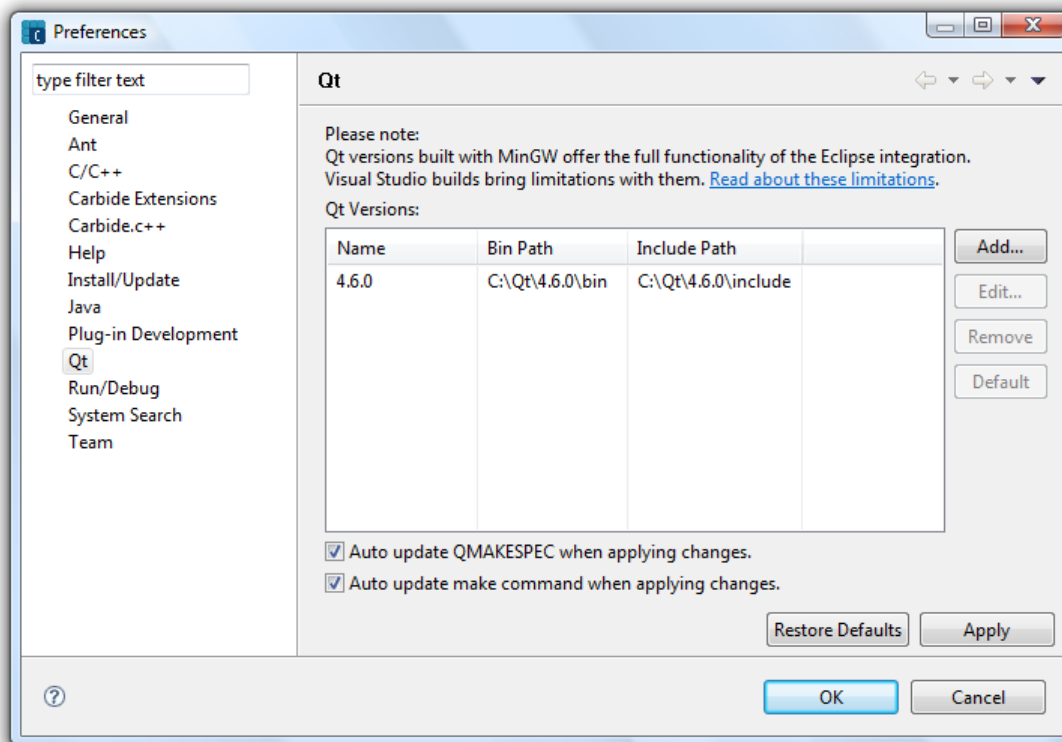 Preferences
type filter text
General
Ant
C/C++
Carbide Extensions
Carbide.c++
Help
Install/Update
Java
Plug-in Development
Qt
Run/Debug
System Search
Team
Qt
Please note:
Qt versions built with MinGW offer the full functionality of the Eclipse integration.
Visual Studio builds bring limitations with them. Read about these limitations.
Qt Versions:
Name Bin Path Include Path
4.6.0 C:\Qt\4.6.0\bin C:\Qt\4.6.0\include
Add...
Edit...
Remove
Default
Auto update QMAKESPEC when applying changes.
Auto update make command when applying changes.
Restore Defaults Apply
OK Cancel